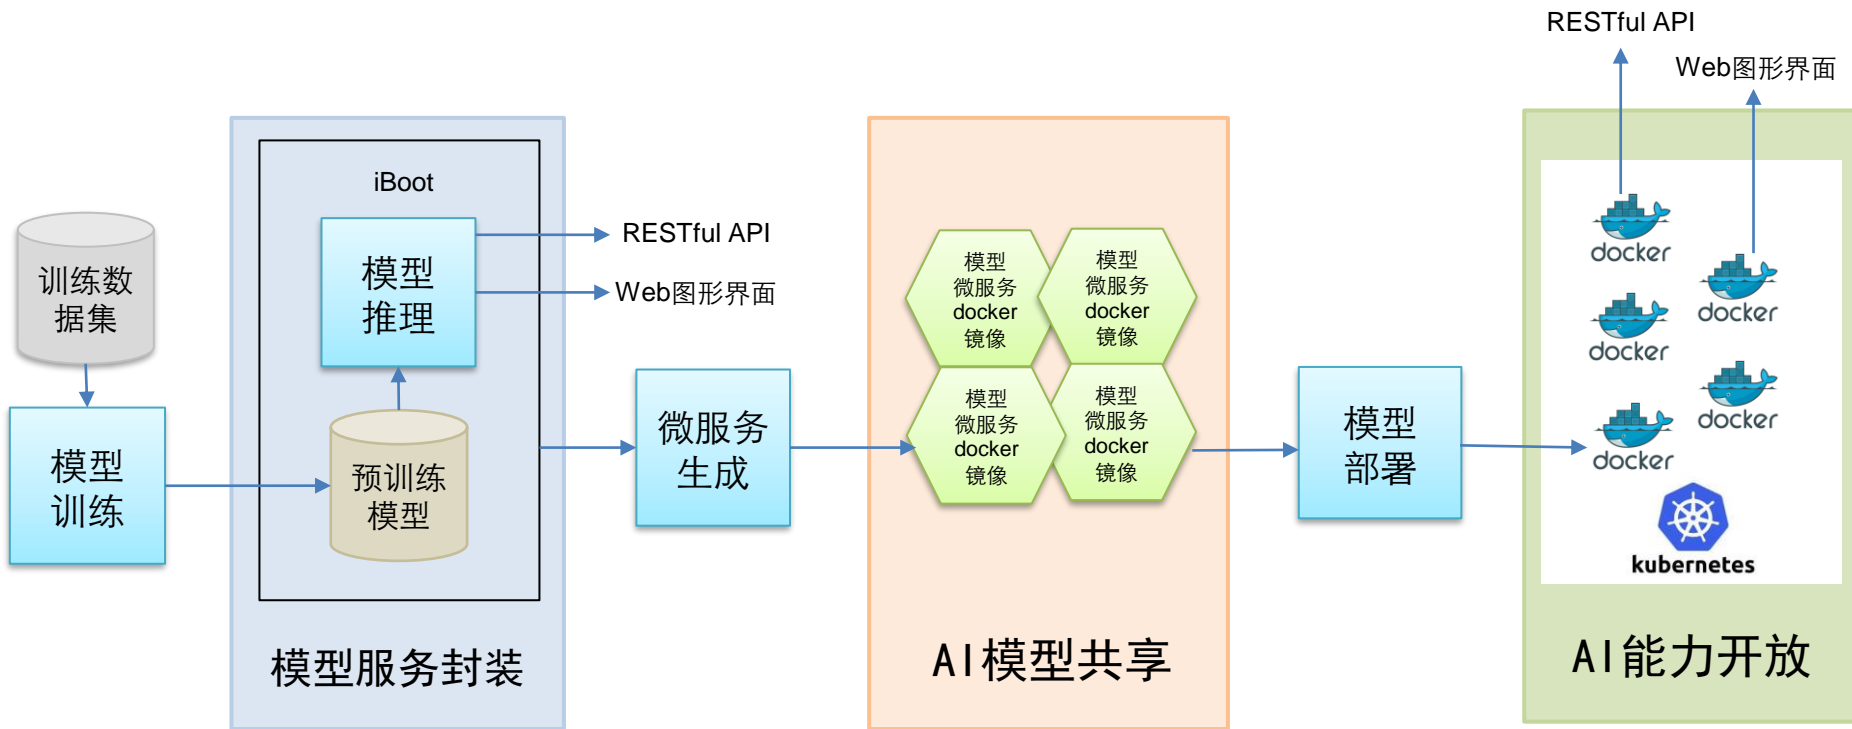 训练数
据集
模型
训练
iBoot
模型
推理
RESTful API
Web图形界面
预训练
模型
模型服务封装
微服务
生成
模型
微服务
docker
镜像
模型
微服务
docker
镜像
模型
微服务
docker
镜像
模型
微服务
docker
镜像
AI模型共享
模型
部署
RESTful API
Web图形界面
docker
docker
docker
docker
docker
kubernetes
AI能力开放